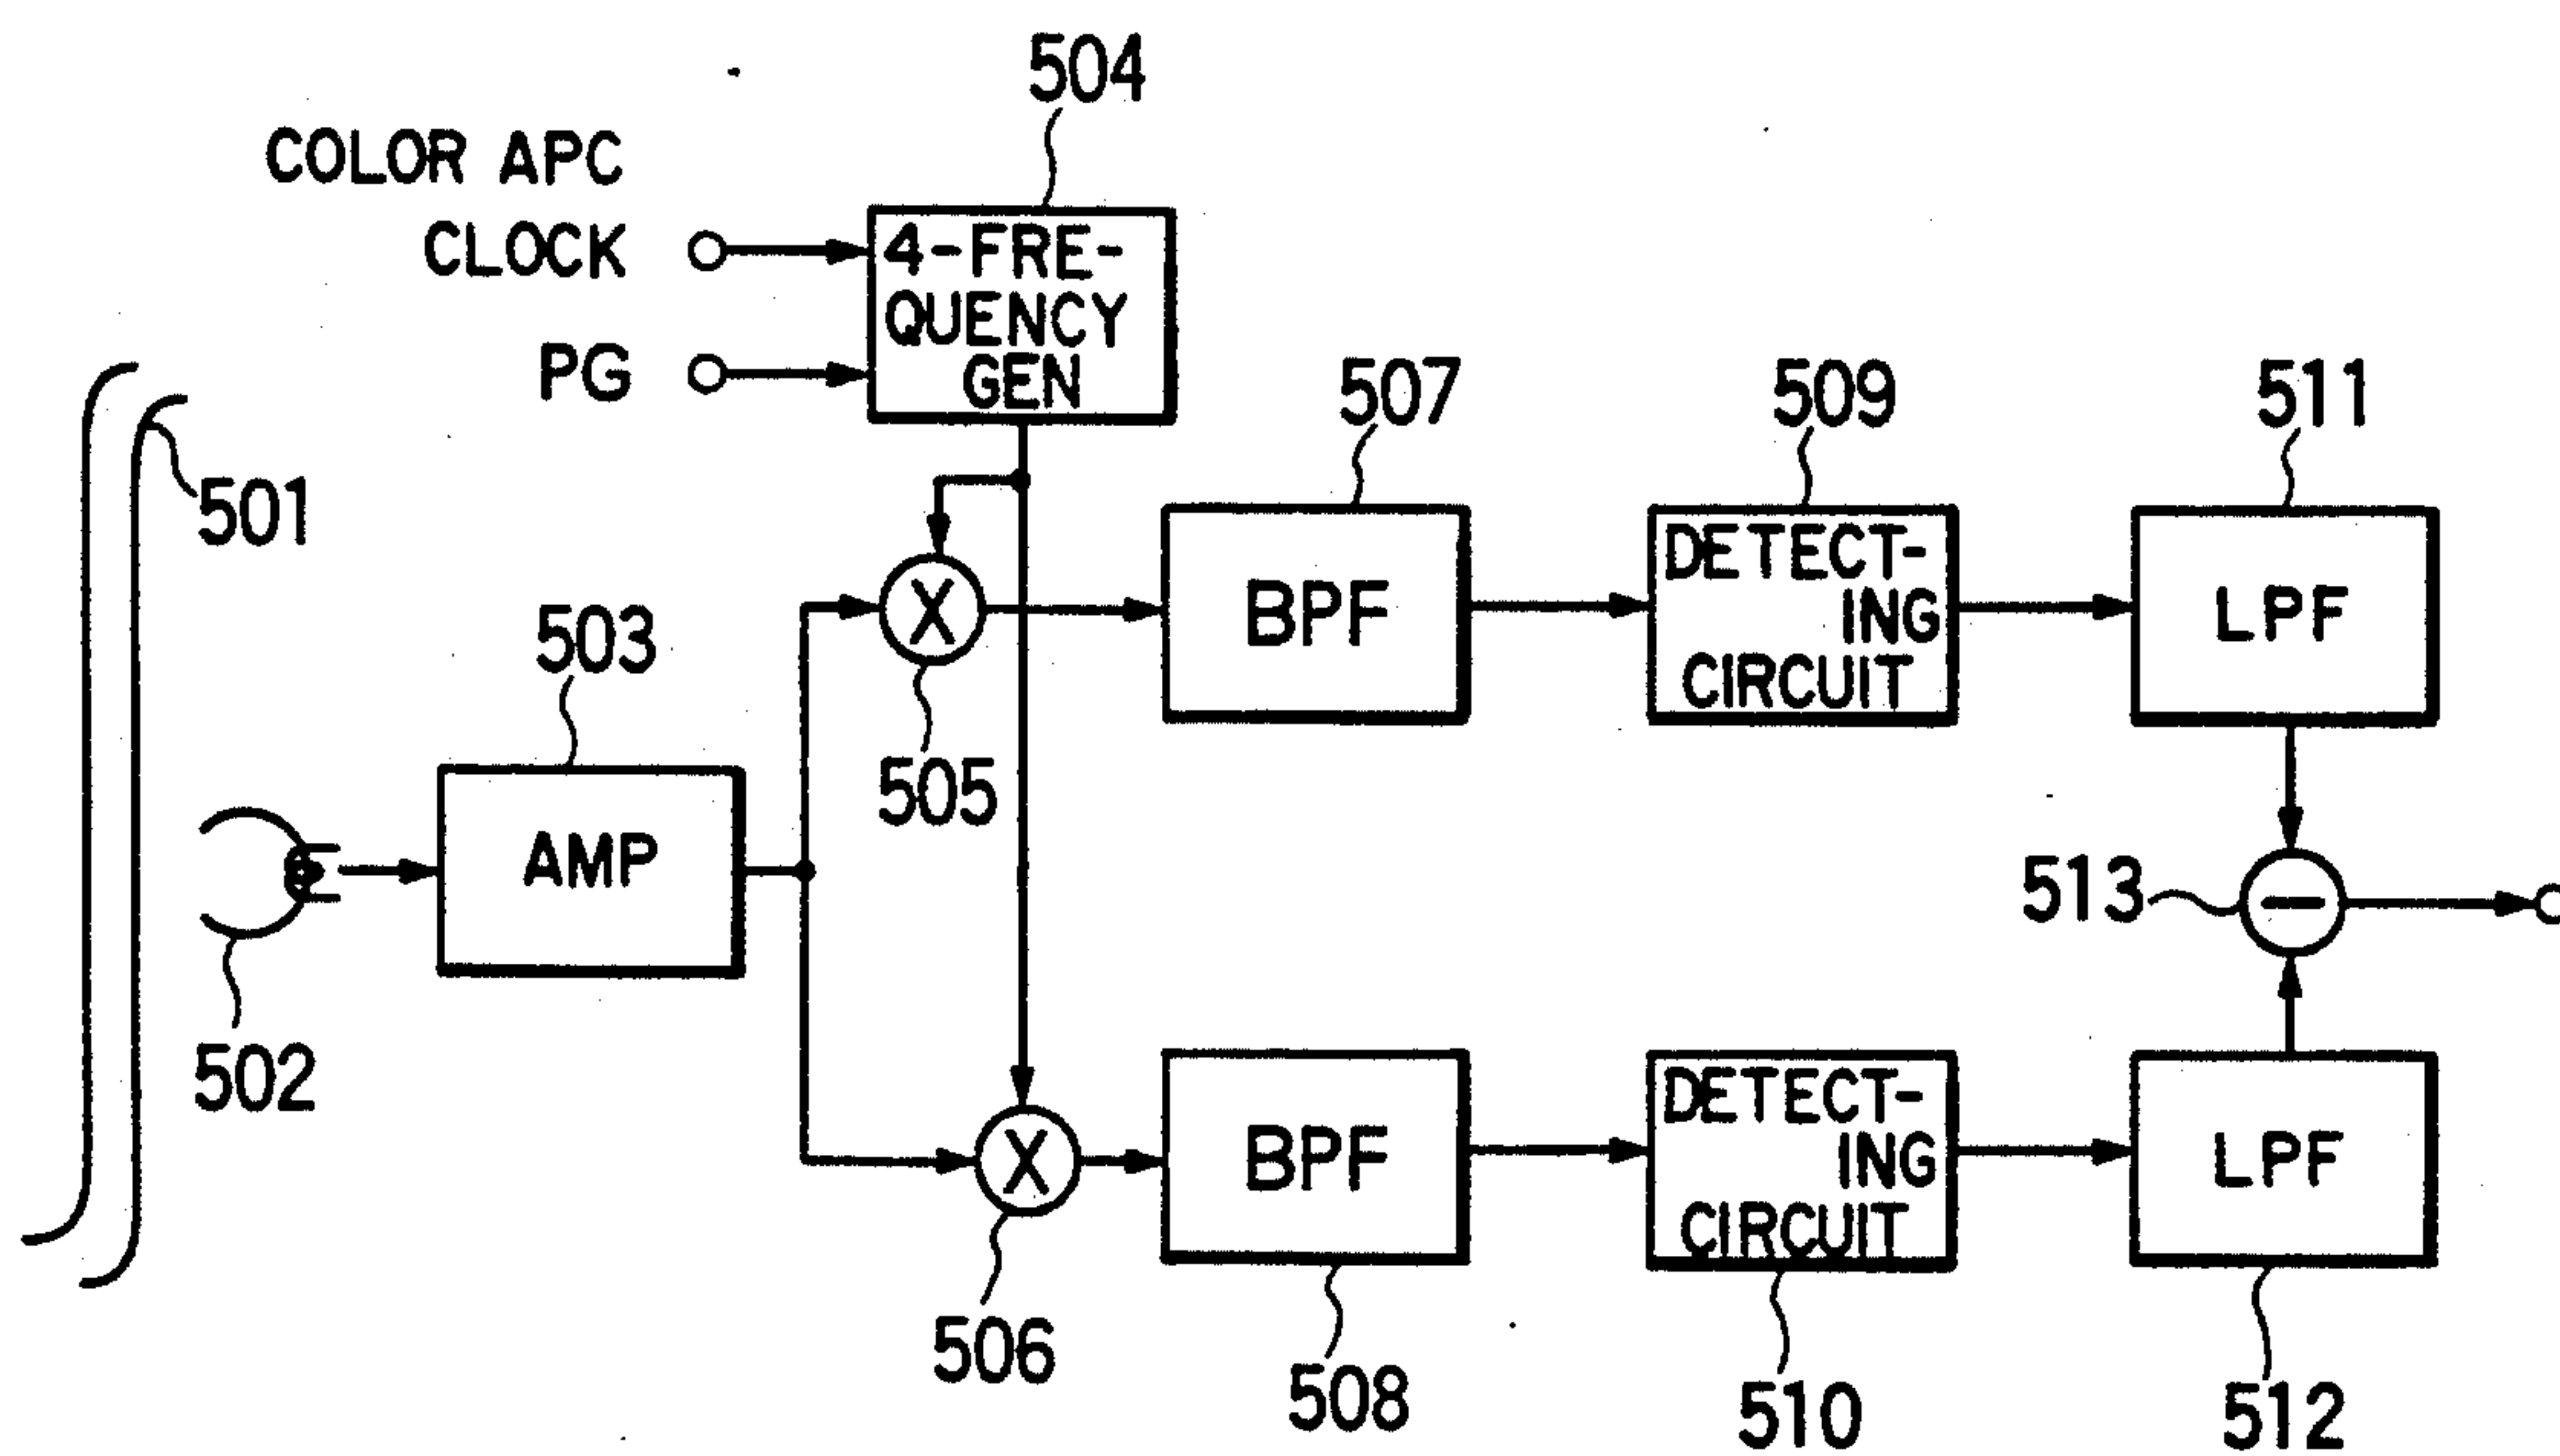 504
COLOR APC
CLOCK
PG
4-FRE-
QUENCY
GEN
507
509
511
501
503
505
BPF
DETECT-
ING
CIRCUIT
LPF
AMP
513
502
506
BPF
DETECT-
ING
CIRCUIT
LPF
508
510
512
X
X